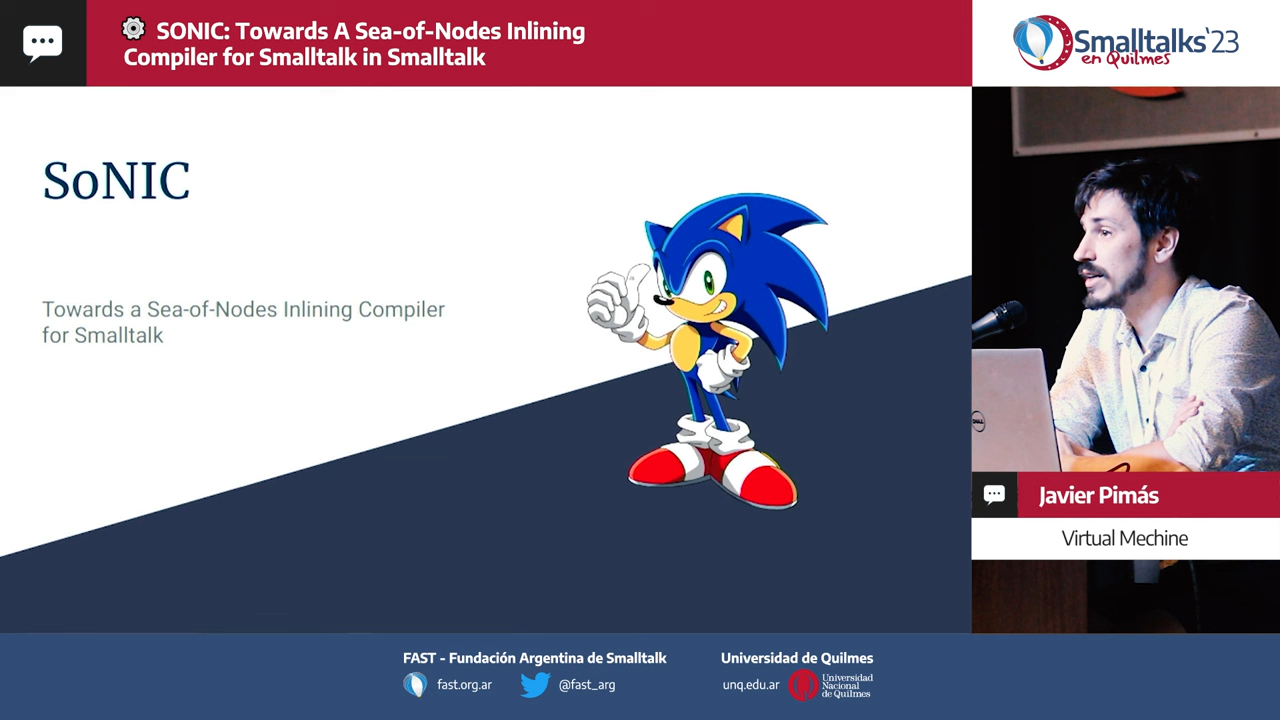 SONIC: Towards A Sea-of-Nodes Inlining
Compiler for Smalltalk in Smalltalk
Smalltalks'23
en Quilmes
SoNIC
Towards a Sea-of-Nodes Inlining Compiler
for Smalltalk
DELL
Javier Pimás
Virtual Mechine
FAST - Fundación Argentina de Smalltalk
fast.org.ar
@fast_arg
Universidad de Quilmes
unq.edu.ar
Universidad
Nacional
de Quilmes